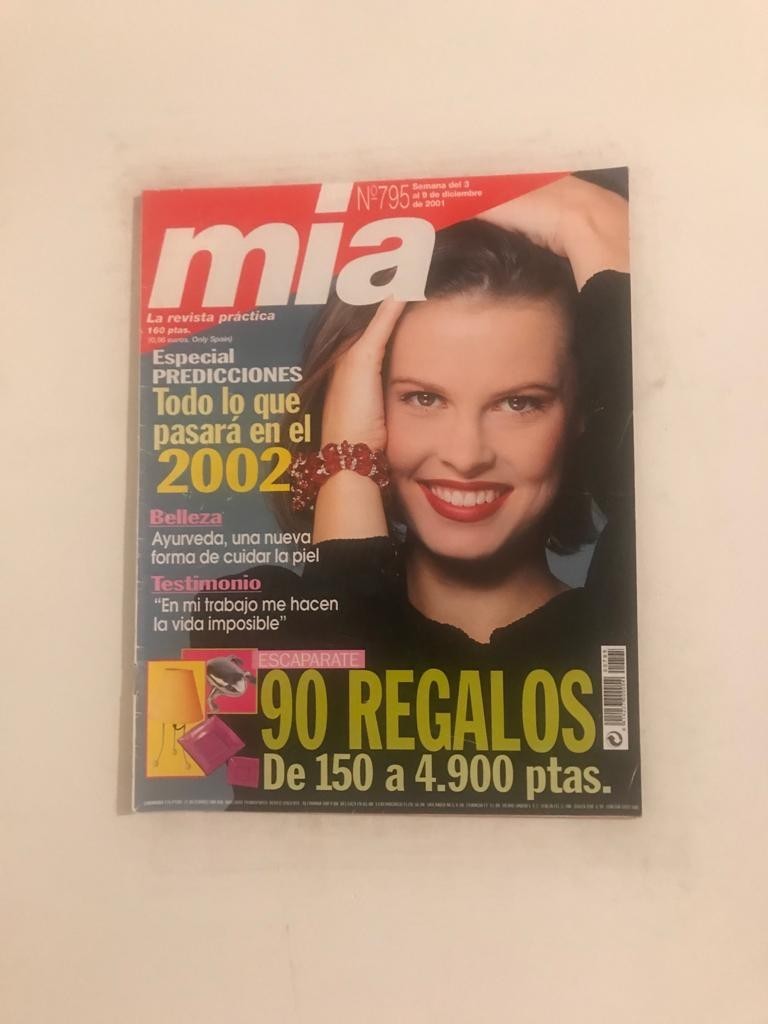 mia
Nº795
Semana del 3
al 9 de diciembre
de 2001
La revista práctica
160 ptas.
(0,96 euros. Only Spain)
Especial
PREDICCIONES
Todo lo que
pasará en el
2002
Belleza
Ayurveda, una nueva
forma de cuidar la piel
Testimonio
“En mi trabajo me hacen
la vida imposible”
ESCAPARATE
90 REGALOS
De 150 a 4.900 ptas.